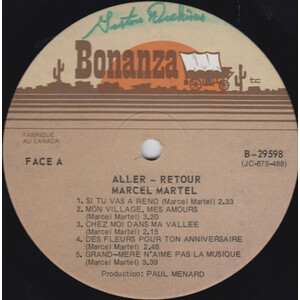 Bonanza
FABRIQUÉ
AU CANADA
FACE A
B-29598
(JC-675-488)
ALLER - RETOUR
MARCEL MARTEL
1. SI TU VAS A RENO (Marcel Martel) 2.33
2. MON VILLAGE, MES AMOURS
(Marcel Martel) 3.20
3. CHEZ MOI DANS MA VALLÉE
(Marcel Martel) 2.15
4. DES FLEURS POUR TON ANNIVERSAIRE
(Marcel Martel) 2.48
5. GRAND-MERE N'AIME PAS LA MUSIQUE
(Marcel Martel) 3.59
Production: PAUL MENARD